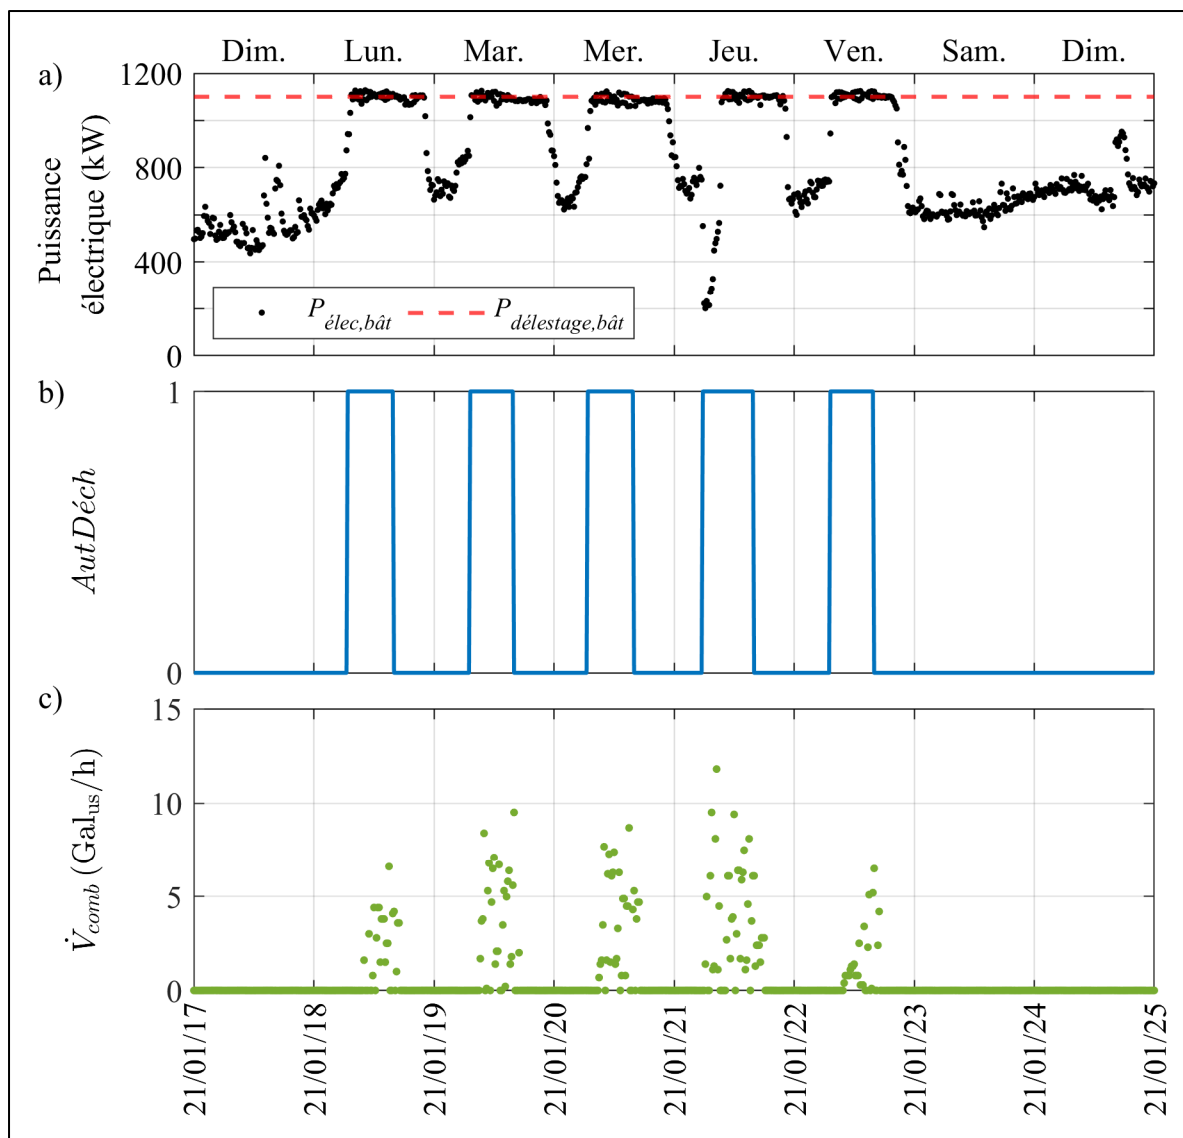 Dim. Lun. Mar. Mer. Jeu. Ven. Sam. Dim.
a)
1200
800
400
0
Puissance
électrique (kW)
P élec,bât P délestage,bât
b)
1
0
AutDéch
c)
15
10
5
0
V̇comb (Galus/h)
21/01/17 21/01/18 21/01/19 21/01/20 21/01/21 21/01/22 21/01/23 21/01/24 21/01/25